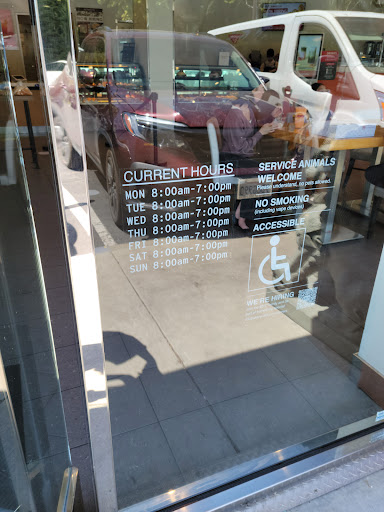 CURRENT HOURS
MON 8:00am-7:00pm
TUE 8:00am-7:00pm
WED 8:00am-7:00pm
THU 8:00am-7:00pm
FRI 8:00am-7:00pm
SAT 8:00am-7:00pm
SUN 8:00am-7:00pm
SERVICE ANIMALS
WELCOME
Please understand, no pets allowed.
NO SMOKING
(including vape devices)
ACCESSIBLE
WE'RE HIRING